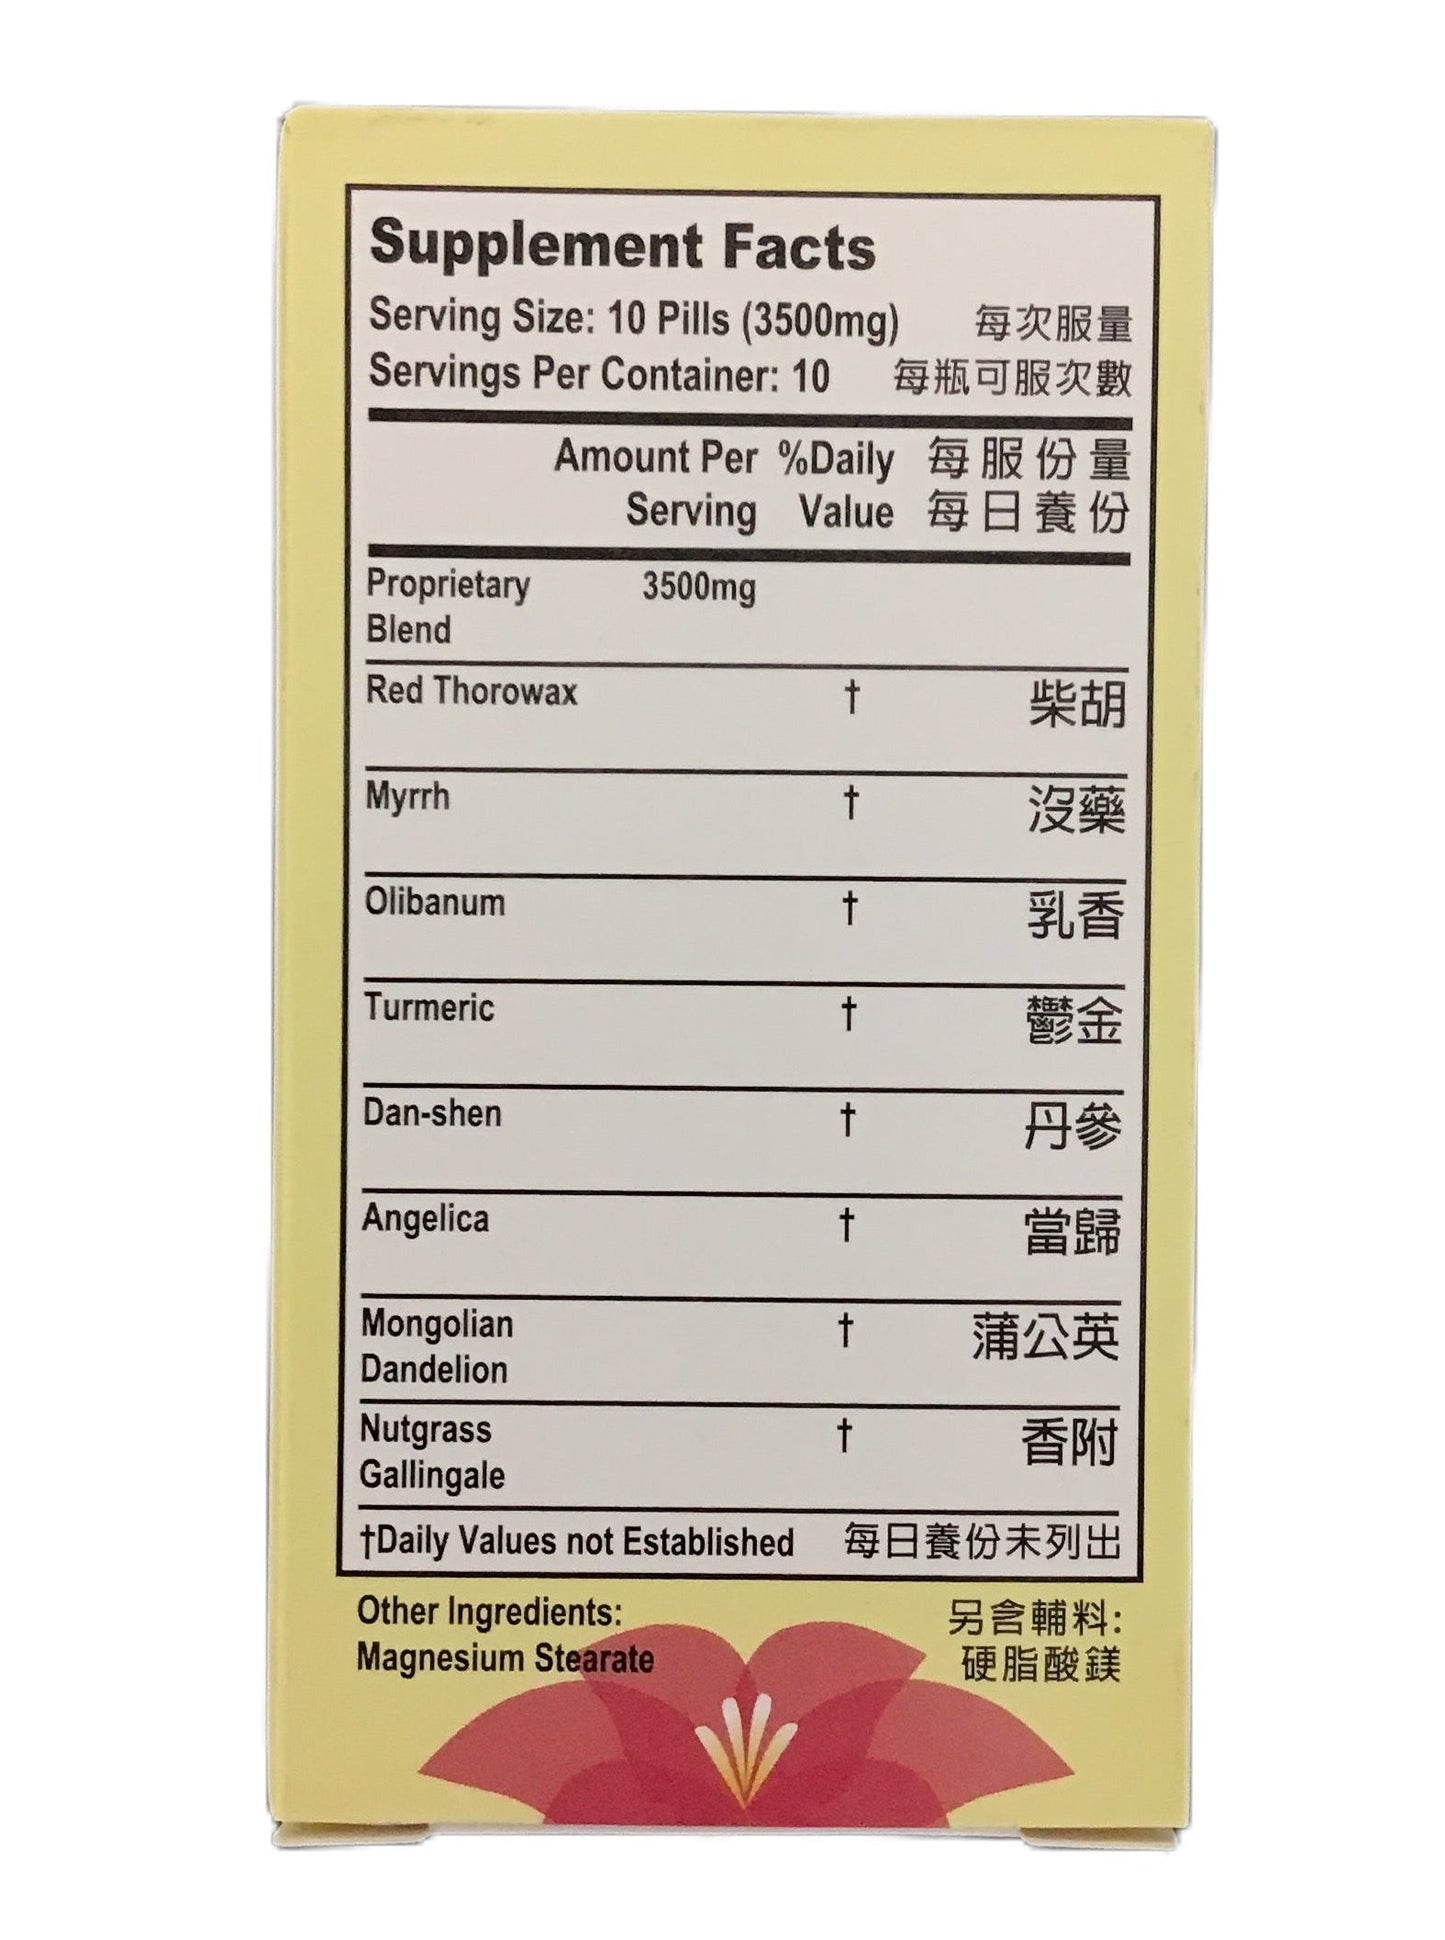 Supplement Facts
Serving Size: 10 Pills (3500mg) 每次服量
Servings Per Container: 10 每瓶可服次數
Amount Per %Daily 每服份量
Serving Value 每日養份
Proprietary 3500mg
Blend
Red Thorowax † 柴胡
Myrrh † 沒藥
Olibanum † 乳香
Turmeric † 鬱金
Dan-shen † 丹參
Angelica † 當歸
Mongolian † 蒲公英
Dandelion
Nutgrass † 香附
Gallingale
†Daily Values not Established 每日養份未列出
Other Ingredients: 另含輔料:
Magnesium Stearate 硬脂酸鎂